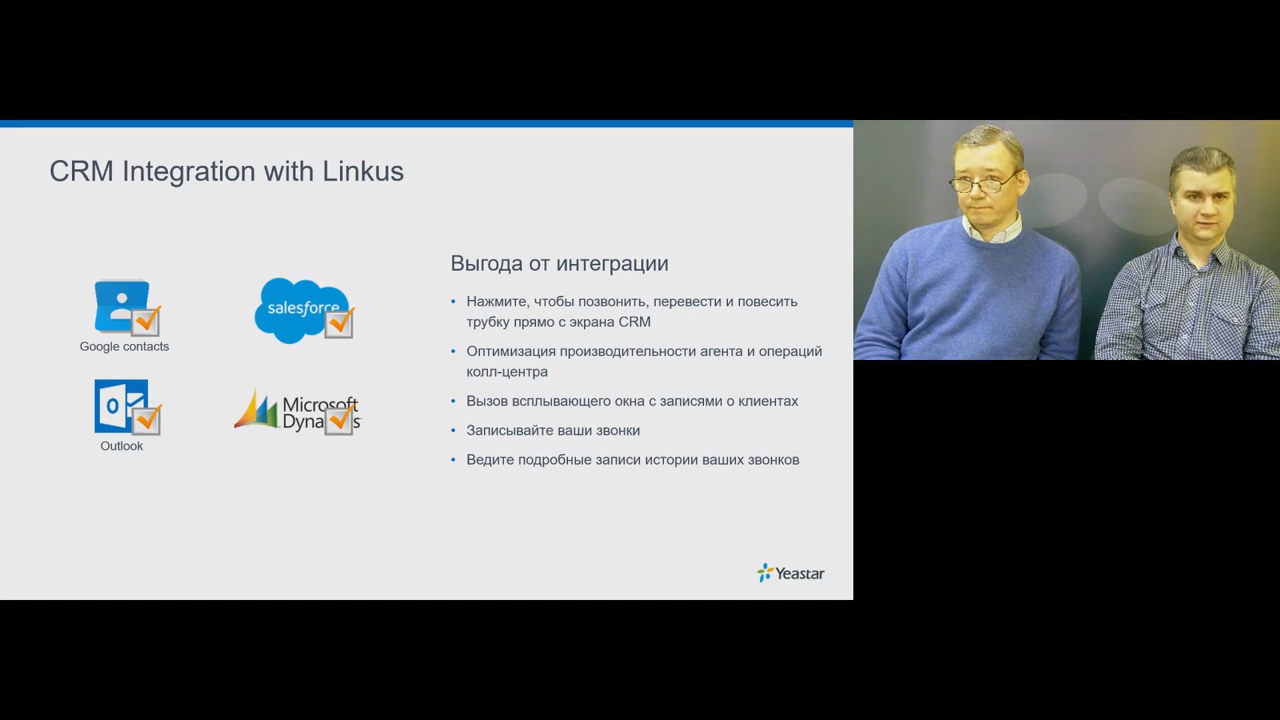 CRM Integration with Linkus
Google contacts
salesforce
Outlook
Microsoft
Выгода от интеграции
• Нажмите, чтобы позвонить, перевести и повесить
трубку прямо с экрана CRM
• Оптимизация производительности агента и операций
колл-центра
• Вызов всплывающего окна с записями о клиентах
• Записывайте ваши звонки
• Ведите подробные записи истории ваших звонков
Yeastar